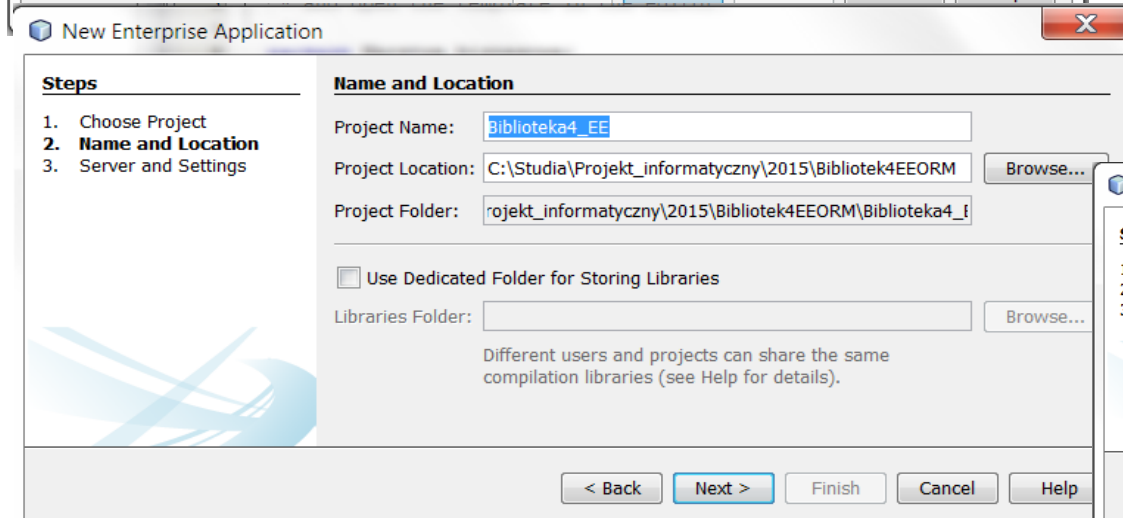 New Enterprise Application
Steps
1. Choose Project
2. Name and Location
3. Server and Settings
Name and Location
Project Name: Biblioteka4_EE
Project Location: C:\Studia\Projekt_informatyczny\2015\Bibliotek4EEORM Browse...
Project Folder: rojekt_informatyczny\2015\Bibliotek4EEORM\Biblioteka4_E
Use Dedicated Folder for Storing Libraries
Libraries Folder: Browse...
Different users and projects can share the same
compilation libraries (see Help for details).
< Back Next > Finish Cancel Help